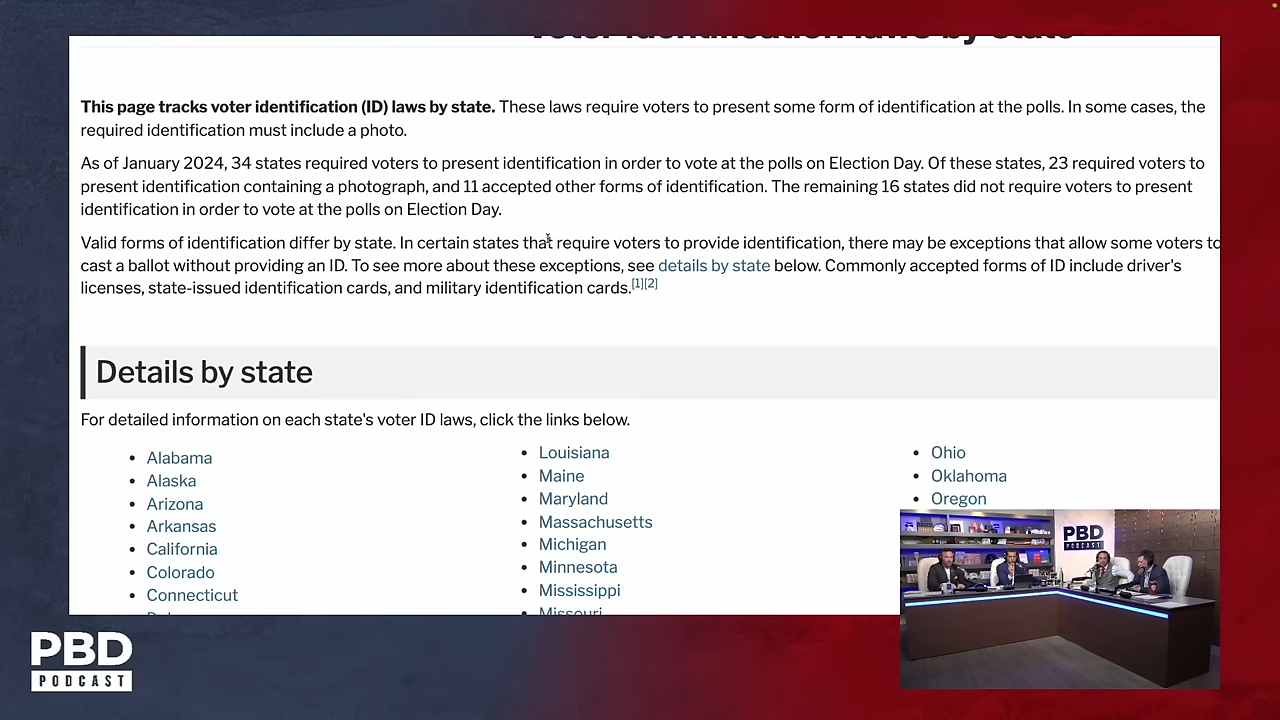 Voter identification laws by state
This page tracks voter identification (ID) laws by state. These laws require voters to present some form of identification at the polls. In some cases, the
required identification must include a photo.
As of January 2024, 34 states required voters to present identification in order to vote at the polls on Election Day. Of these states, 23 required voters to
present identification containing a photograph, and 11 accepted other forms of identification. The remaining 16 states did not require voters to present
identification in order to vote at the polls on Election Day.
Valid forms of identification differ by state. In certain states that require voters to provide identification, there may be exceptions that allow some voters to
cast a ballot without providing an ID. To see more about these exceptions, see details by state below. Commonly accepted forms of ID include driver's
licenses, state-issued identification cards, and military identification cards.[1][2]
Details by state
For detailed information on each state's voter ID laws, click the links below.
• Alabama
• Alaska
• Arizona
• Arkansas
• California
• Colorado
• Connecticut
• Louisiana
• Maine
• Maryland
• Massachusetts
• Michigan
• Minnesota
• Mississippi
• Missouri
• Ohio
• Oklahoma
• Oregon
PBD
PODCAST
PBD
PODCAST